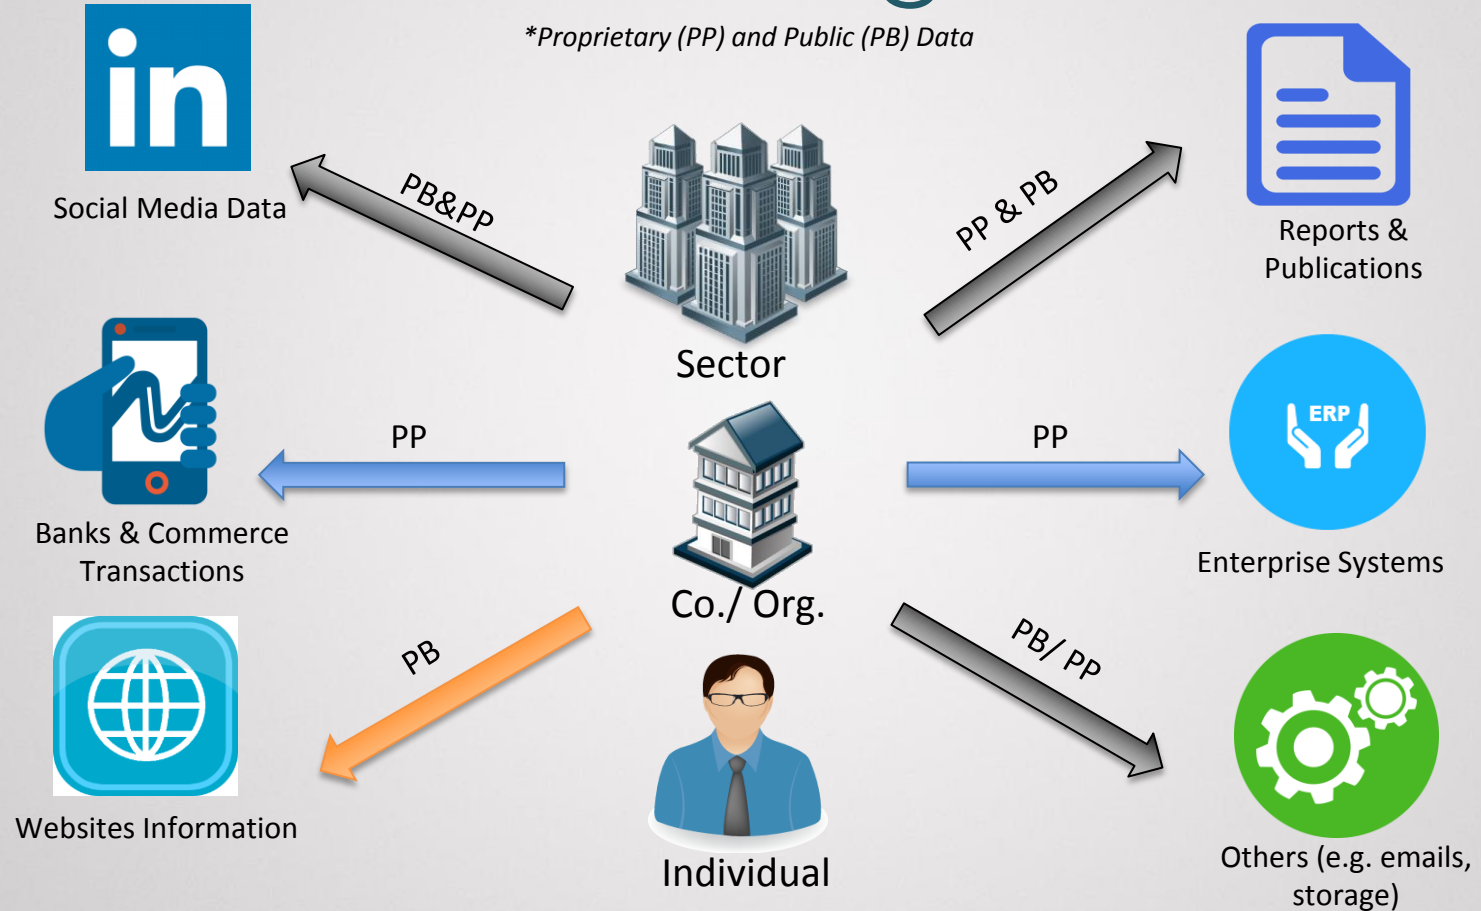 *Proprietary (PP) and Public (PB) Data
in
Social Media Data
PB&PP
PP & PB
Reports &
Publications
Sector
PP
PP
ERP
Banks & Commerce
Transactions
Enterprise Systems
Co./ Org.
PB
PB/ PP
Websites Information
Individual
Others (e.g. emails,
storage)